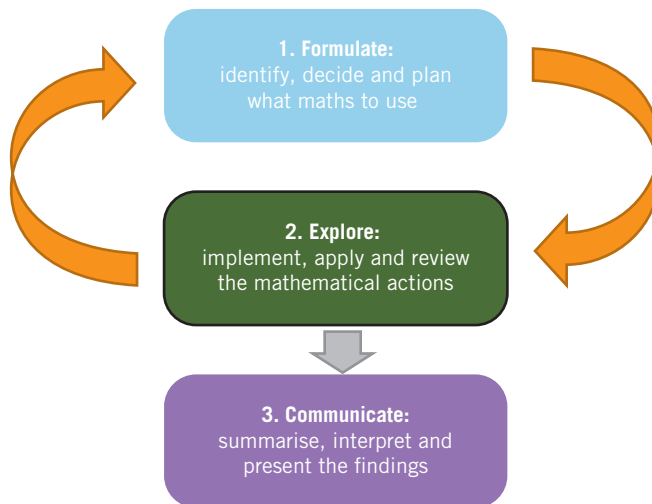 1. Formulate:
identify, decide and plan
what maths to use
2. Explore:
implement, apply and review
the mathematical actions
3. Communicate:
summarise, interpret and
present the findings